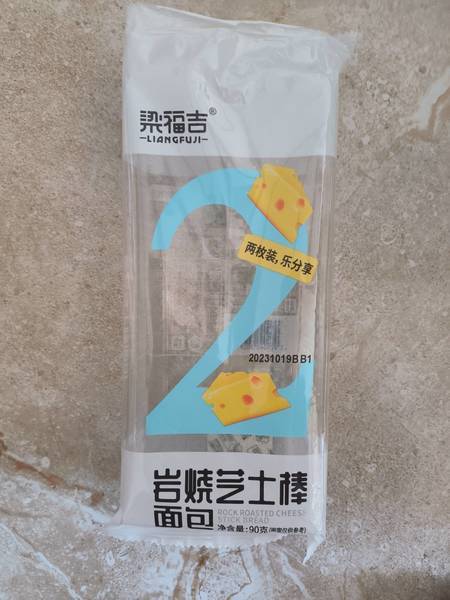 梁福吉®
LIANGFUJI
2
两枚装,乐分享
20231019BB1
岩烧芝士棒
面包
ROCK ROASTED CHEESE
STICK BREAD
净含量:90克(